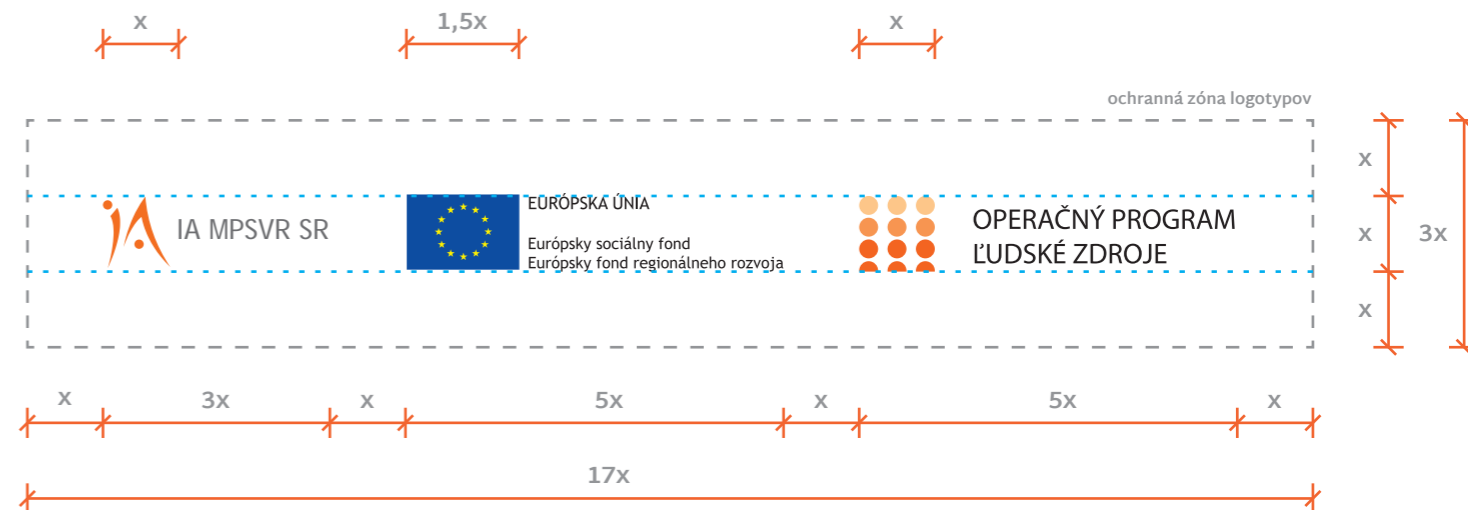 x
1,5x
x
ochranná zóna logotypov
x
IA MPSVR SR
EURÓPSKA ÚNIA
Európsky sociálny fond
Európsky fond regionálneho rozvoja
OPERAČNÝ PROGRAM
ĽUDSKÉ ZDROJE
x
3x
x
x
3x
x
5x
x
5x
x
17x